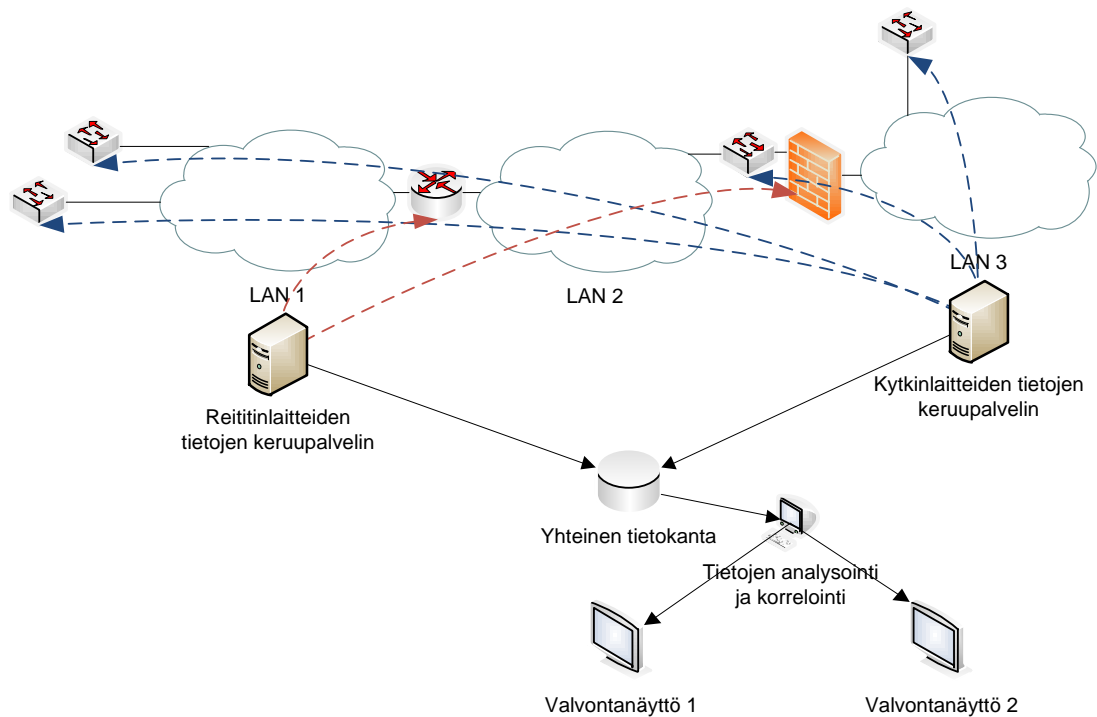 LAN 1
LAN 2
LAN 3
Reititinlaitteiden
tietojen keruupalvelin
Kytkinlaitteiden tietojen
keruupalvelin
Yhteinen tietokanta
Tietojen analysointi
ja korrelointi
Valvontanäyttö 1
Valvontanäyttö 2